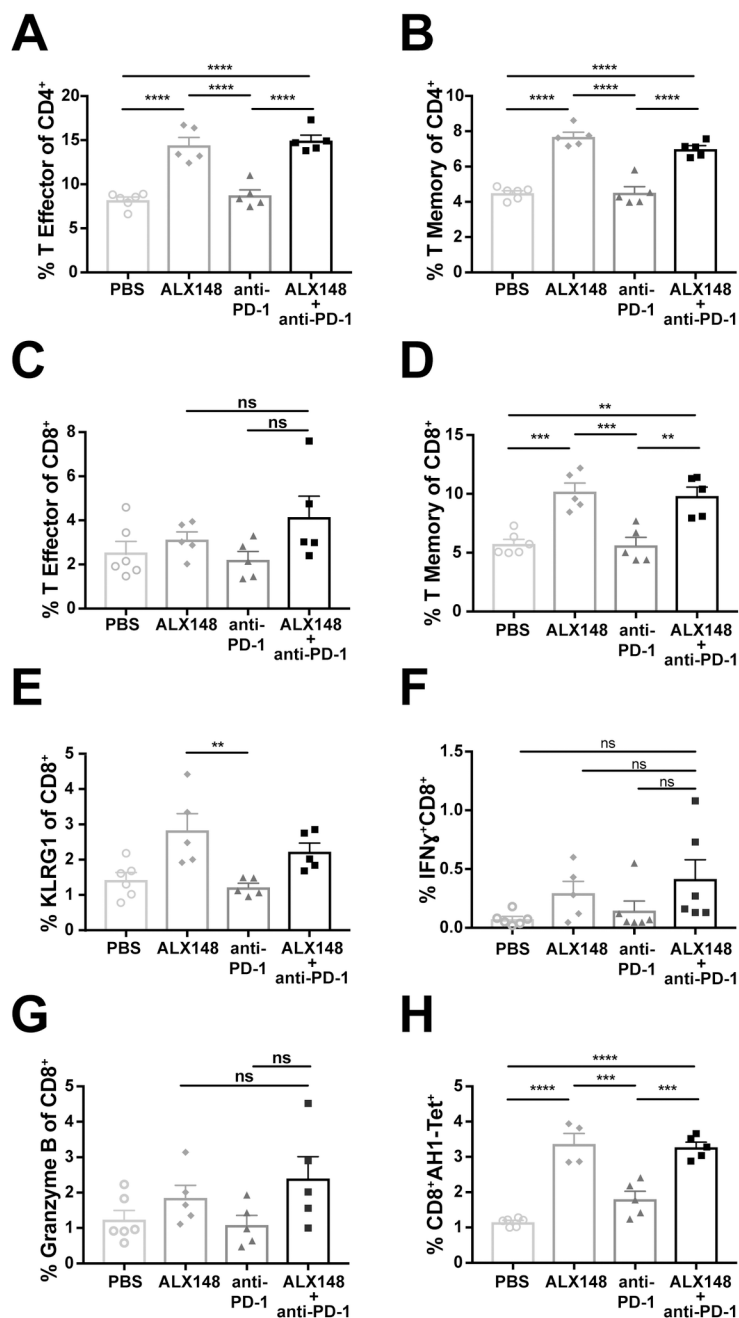 A
B
****
****
****
****
****
****
****
****
% T Effector of CD4+
20
15
10
5
0
PBS
ALX148
anti-
PD-1
ALX148
+
anti-PD-1
% T Memory of CD4+
10
8
6
4
2
0
PBS
ALX148
anti-
PD-1
ALX148
+
anti-PD-1
C
D
ns
ns
% T Effector of CD8+
8
6
4
2
0
PBS
ALX148
anti-
PD-1
ALX148
+
anti-PD-1
**
***
***
**
% T Memory of CD8+
15
10
5
0
PBS
ALX148
anti-
PD-1
ALX148
+
anti-PD-1
E
F
**
% KLRG1 of CD8+
5
4
3
2
1
0
PBS
ALX148
anti-
PD-1
ALX148
+
anti-PD-1
ns
ns
ns
% IFNɣ+CD8+
1.5
1.0
0.5
0.0
PBS
ALX148
anti-
PD-1
ALX148
+
anti-PD-1
G
H
ns
ns
% Granzyme B of CD8+
5
4
3
2
1
0
PBS
ALX148
anti-
PD-1
ALX148
+
anti-PD-1
****
****
***
***
% CD8+AH1-Tet+
5
4
3
2
1
0
PBS
ALX148
anti-
PD-1
ALX148
+
anti-PD-1